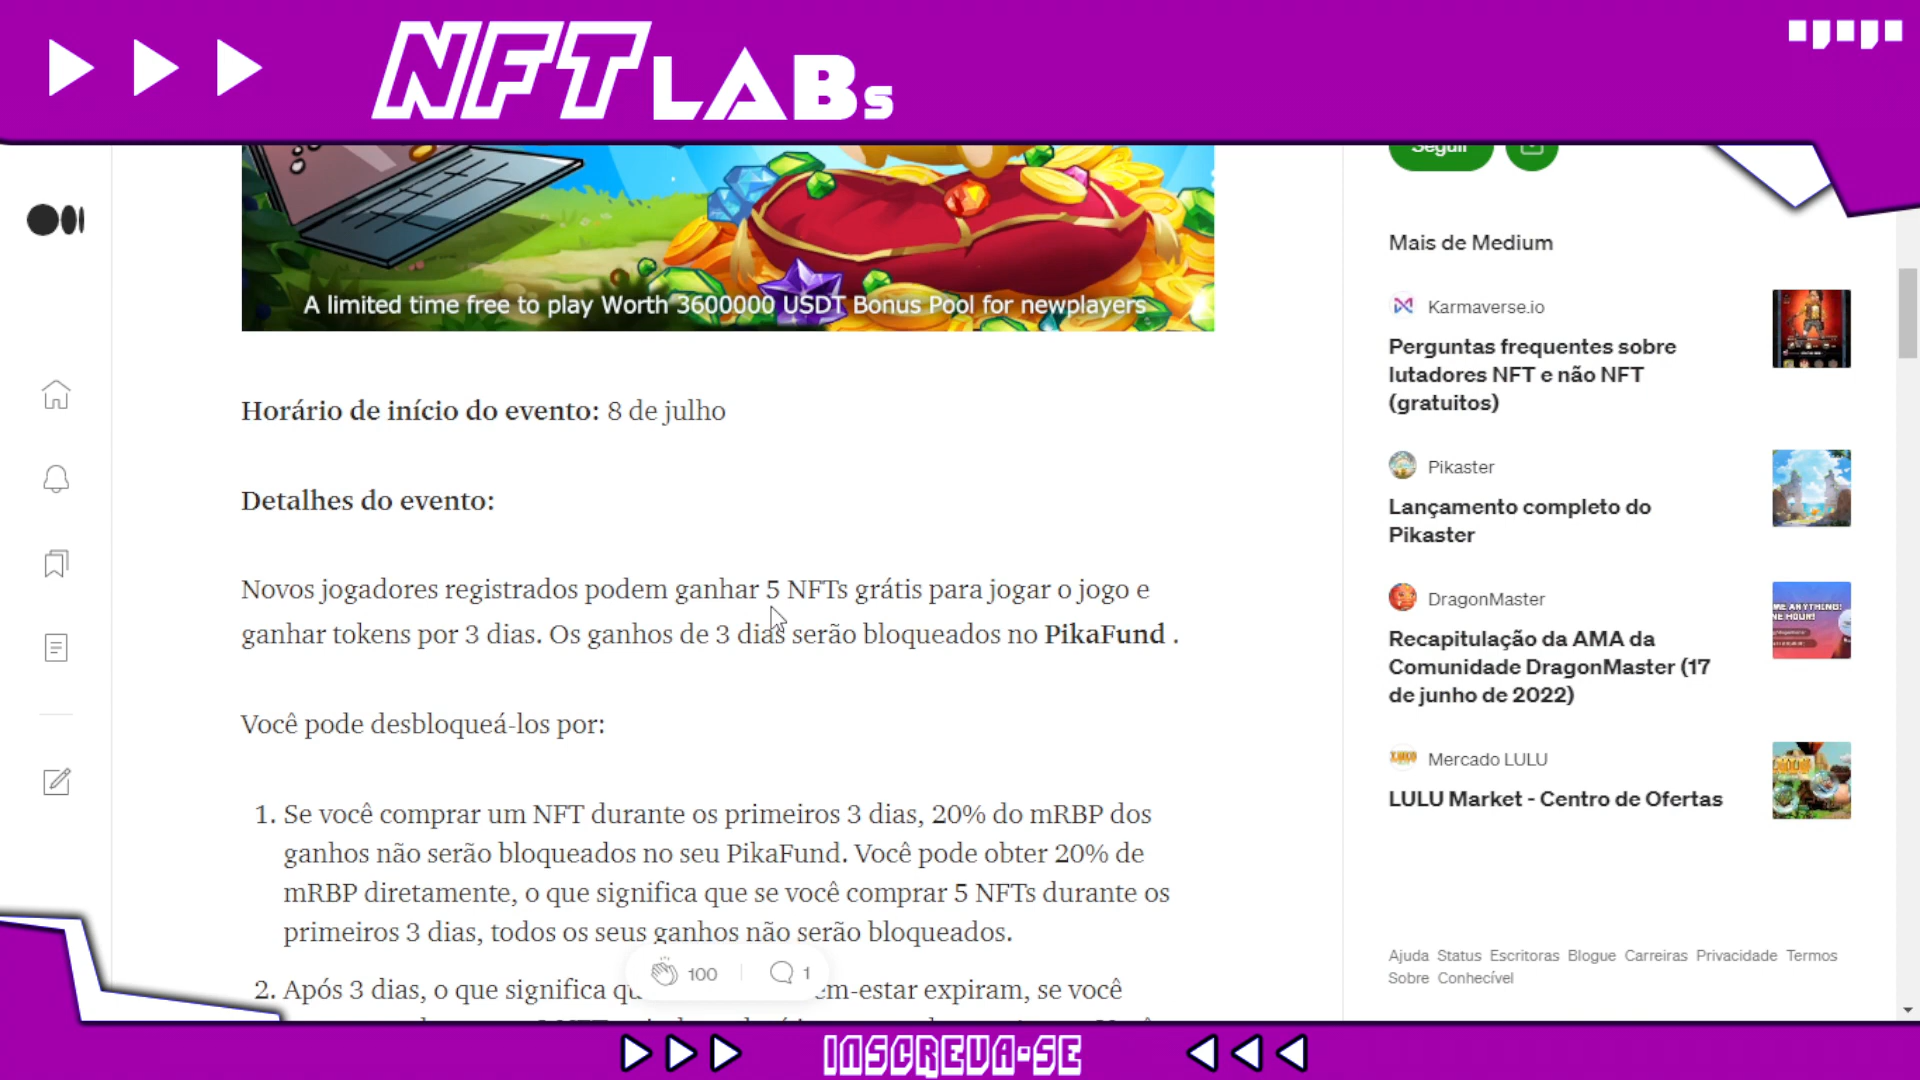 NFT LABs
A limited time free to play Worth 3600000 USDT Bonus Pool for newplayers
Horário de início do evento: 8 de julho
Detalhes do evento:
Novos jogadores registrados podem ganhar 5 NFTs grátis para jogar o jogo e
ganhar tokens por 3 dias. Os ganhos de 3 dias serão bloqueados no PikaFund .
Você pode desbloqueá-los por:
1. Se você comprar um NFT durante os primeiros 3 dias, 20% do mRBP dos
ganhos não serão bloqueados no seu PikaFund. Você pode obter 20% de
mRBP diretamente, o que significa que se você comprar 5 NFTs durante os
primeiros 3 dias, todos os seus ganhos não serão bloqueados.
100 1
2. Após 3 dias, o que significa em-estar expiram, se você
Seguir
Mais de Medium
Karmaverse.io
Perguntas frequentes sobre
lutadores NFT e não NFT
(gratuitos)
Pikaster
Lançamento completo do
Pikaster
DragonMaster
Recapitulação da AMA da
Comunidade DragonMaster (17
de junho de 2022)
Mercado LULU
LULU Market - Centro de Ofertas
Ajuda Status Escritoras Blogue Carreiras Privacidade Termos
Sobre Conhecível
INSCREVA-SE